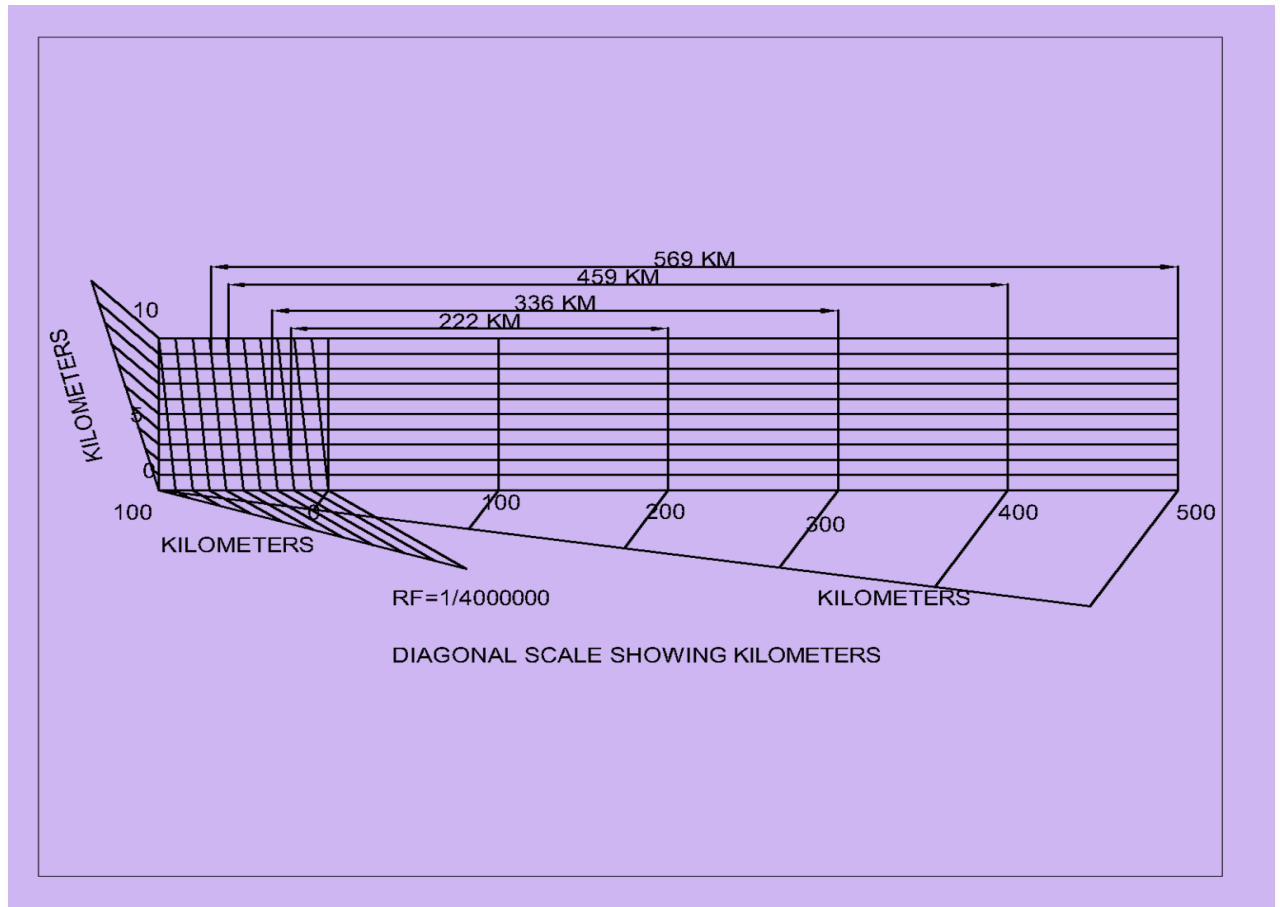 569 KM
459 KM
336 KM
222 KM
10
KILOMETERS
5
0
100
0
100
200
300
400
500
KILOMETERS
RF=1/4000000
KILOMETERS
DIAGONAL SCALE SHOWING KILOMETERS